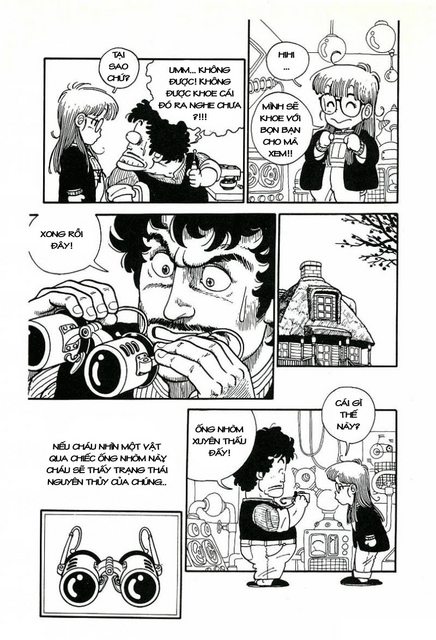 HIHI
...
MÌNH SẼ
KHOE VỚI
BỌN BẠN
CHO MÀ
XEM!!
UMM... KHÔNG
ĐƯỢC! KHÔNG
ĐƯỢC KHOE CÁI
ĐÓ RA NGHE CHƯA
?!!!
TẠI
SAO
CHỨ?
XONG RỒI
ĐÂY!
CÁI GÌ
THẾ
NÀY?
ỐNG NHÒM
XUYÊN THẤU
ĐẤY!
NẾU CHÁU NHÌN MỘT VẬT
QUA CHIẾC ỐNG NHÒM NÀY,
CHÁU SẼ THẤY TRẠNG THÁI
NGUYÊN THỦY CỦA CHÚNG..